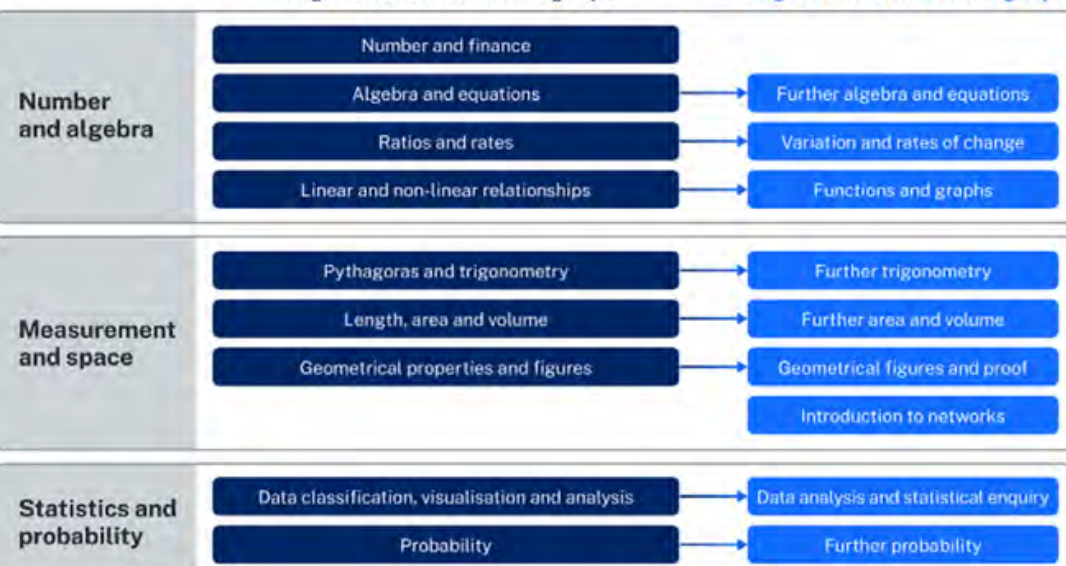 Number and finance
Number
and algebra
Algebra and equations
Further algebra and equations
Ratios and rates
Variation and rates of change
Linear and non-linear relationships
Functions and graphs
Measurement
and space
Pythagoras and trigonometry
Further trigonometry
Length, area and volume
Further area and volume
Geometrical properties and figures
Geometrical figures and proof
Introduction to networks
Statistics and
probability
Data classification, visualisation and analysis
Data analysis and statistical enquiry
Probability
Further probability